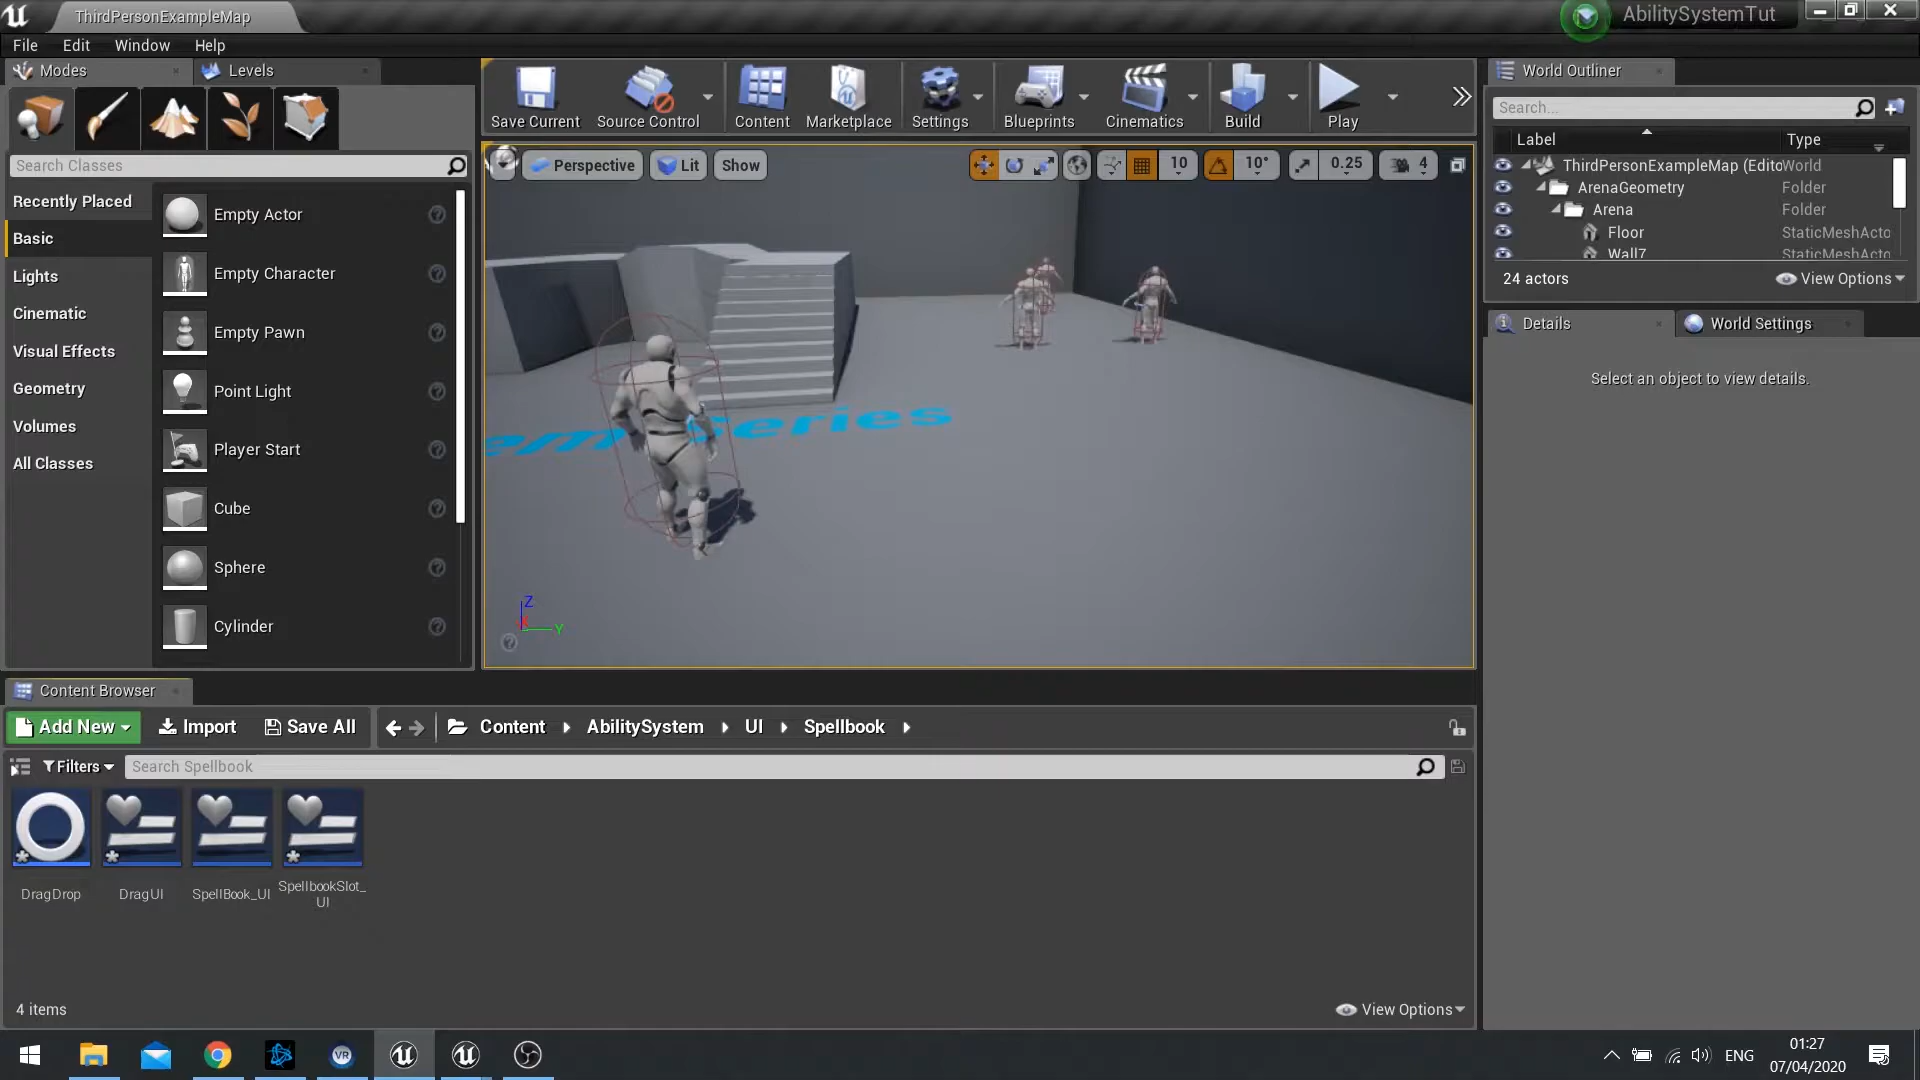 ThirdPersonExampleMap
AbilitySystemTut
File Edit Window Help
Modes
Levels
Search Classes
Recently Placed
Basic
Lights
Cinematic
Visual Effects
Geometry
Volumes
All Classes
Empty Actor
Empty Character
Empty Pawn
Point Light
Player Start
Cube
Sphere
Cylinder
Save Current
Source Control
Content
Marketplace
Settings
Blueprints
Cinematics
Build
Play
Perspective
Lit
Show
10
10°
0.25
4
em Series
Z
Y
World Outliner
Search...
Label Type
ThirdPersonExampleMap (Edito World
ArenaGeometry Folder
Arena Folder
Floor StaticMeshActo
Wall7 StaticMeshActo
24 actors
View Options
Details
World Settings
Select an object to view details.
Content Browser
Add New Import Save All Content AbilitySystem UI Spellbook
Filters Search Spellbook
DragDrop
DragUI
SpellBook_UI
SpellbookSlot_
UI
4 items
View Options
VR
ENG
01:27
07/04/2020